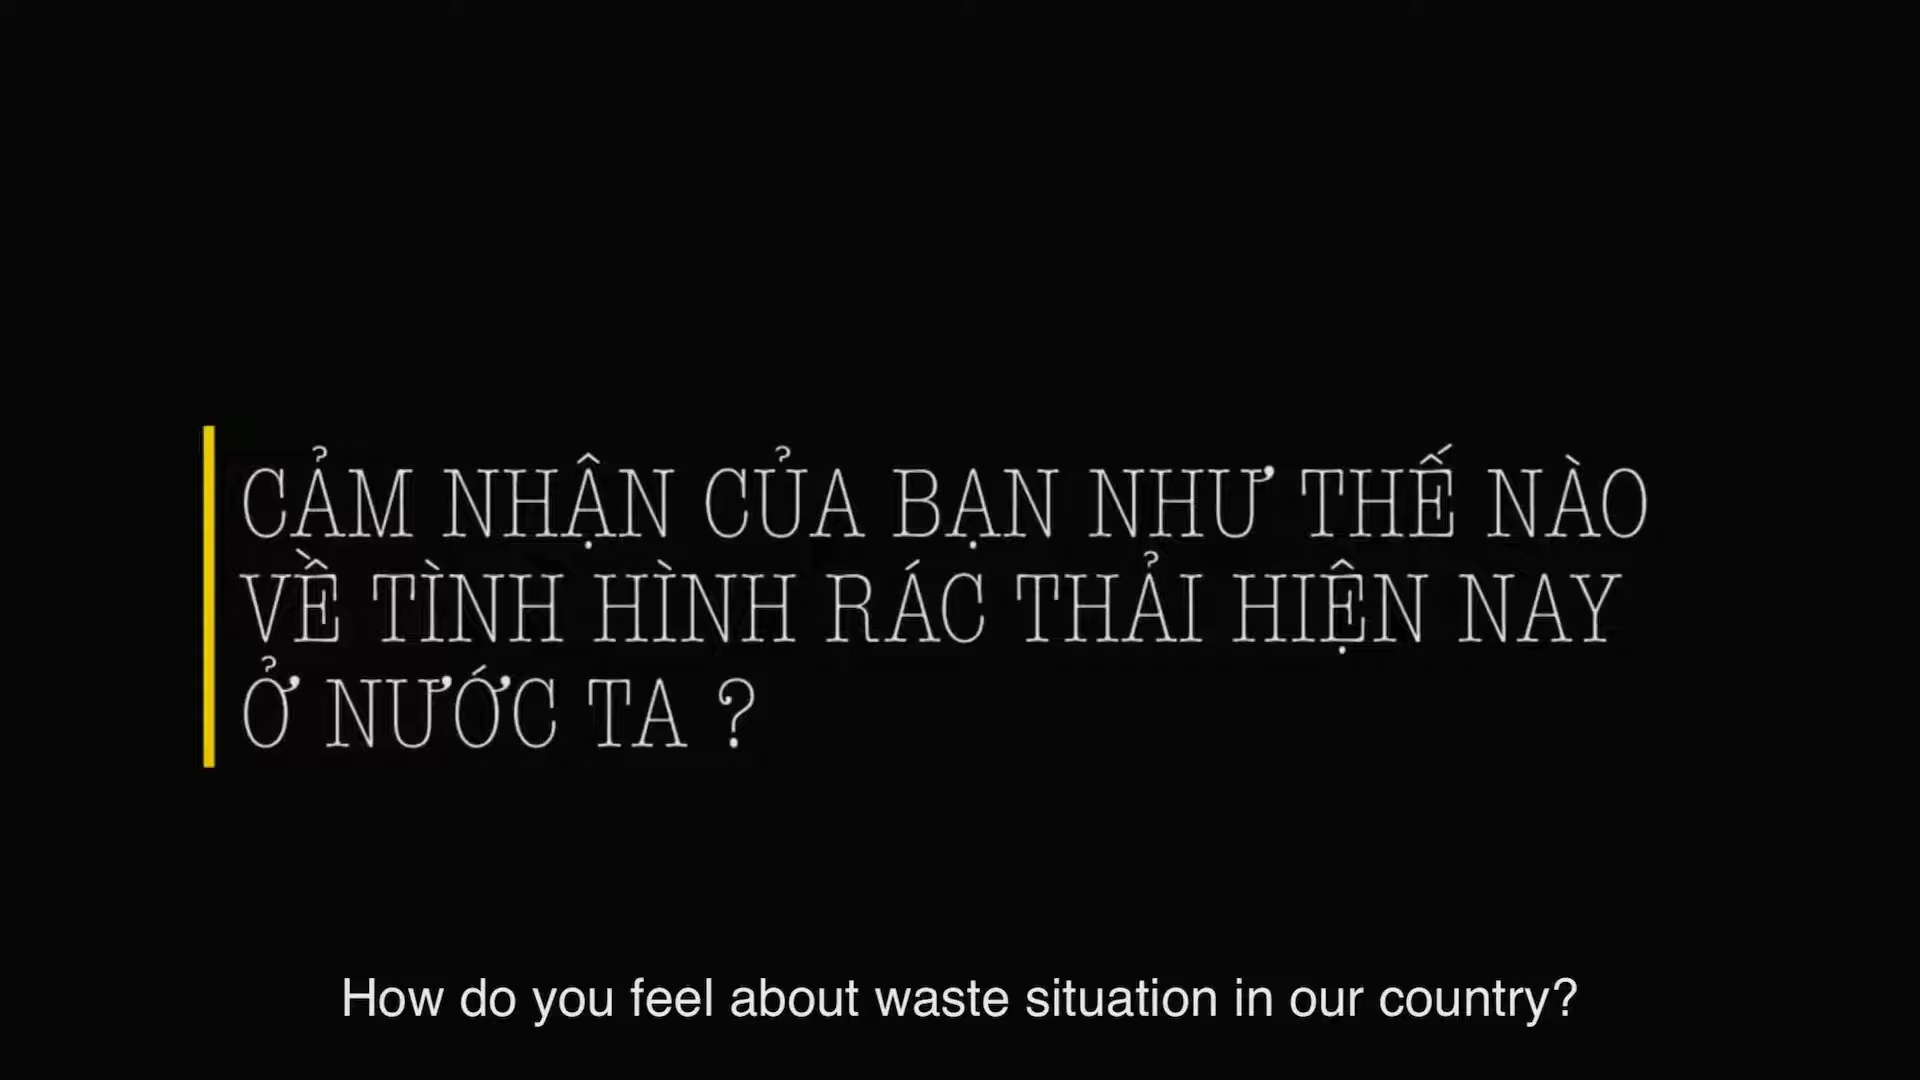 CẢM NHẬN CỦA BẠN NHƯ THẾ NÀO
VỀ TÌNH HÌNH RÁC THẢI HIỆN NAY
Ở NƯỚC TA ?
How do you feel about waste situation in our country?